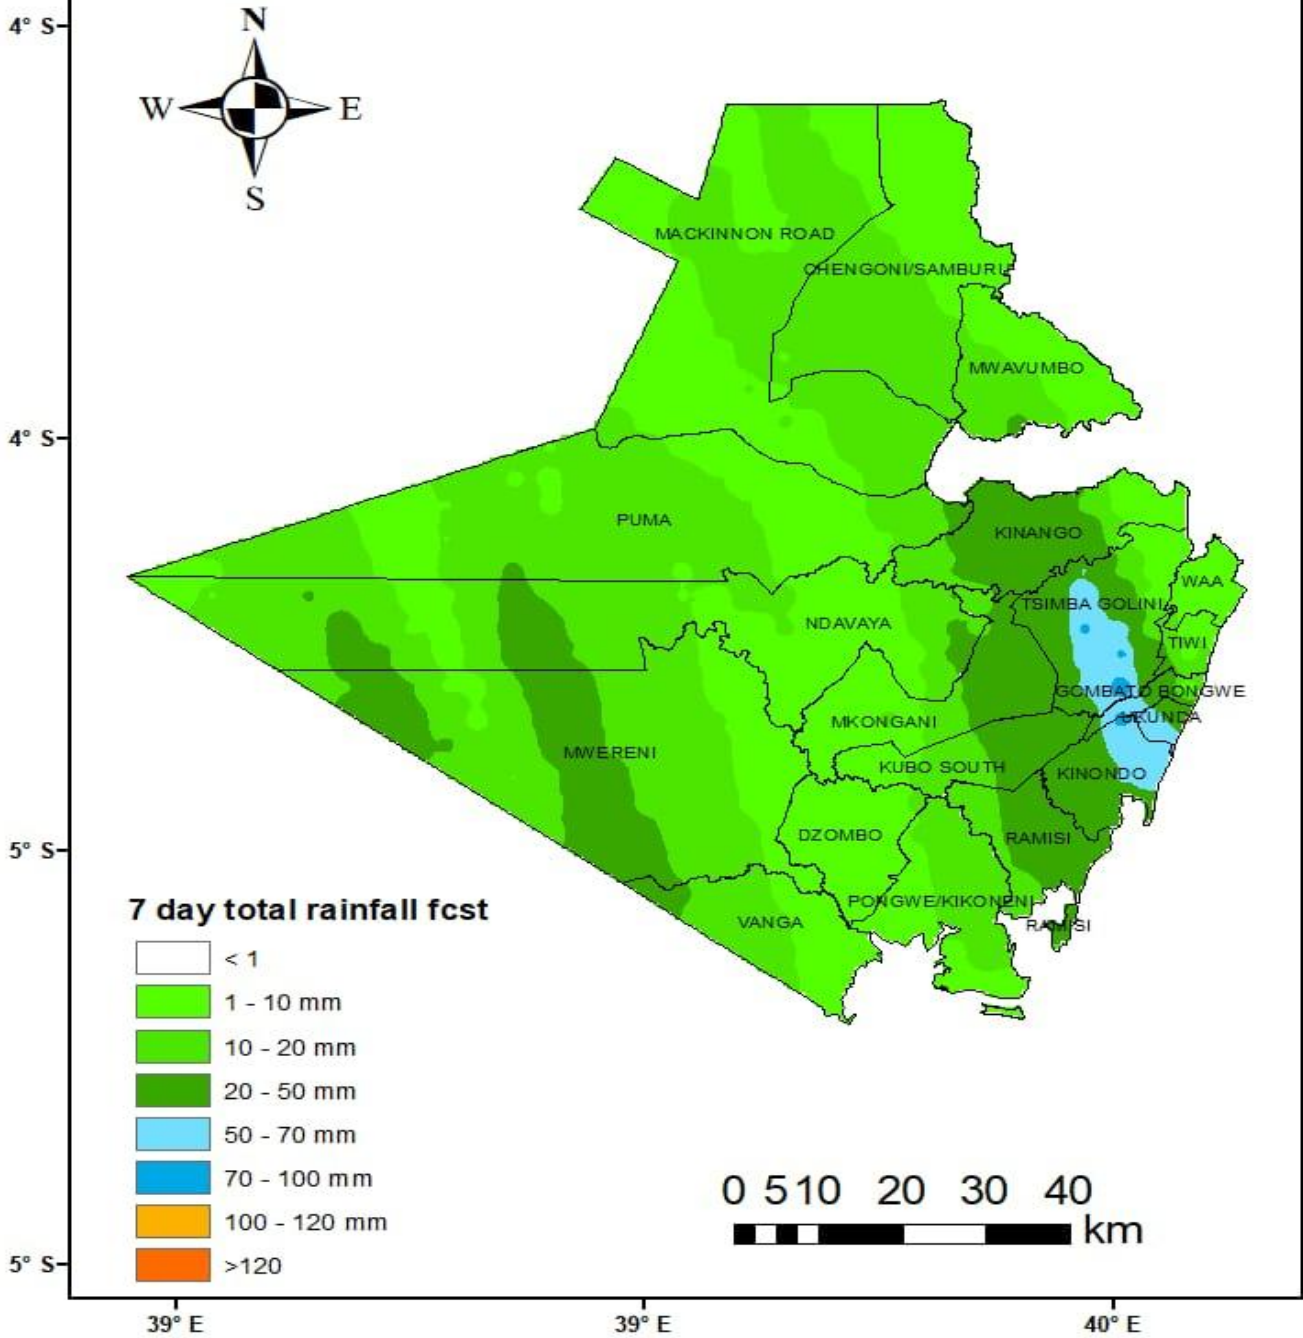 4° S
N
W E
S
MACKINNON ROAD
CHENGONI/SAMBURU
MWAVUMBO
4° S
PUMA
KINANGO
WAA
TSIMBA GOLINI
NDAVAYA
TIWI
GOMBATO BONGWE
UKUNDA
MKONGANI
MWERENI
KUBO SOUTH
KINONDO
DZOMBO
RAMISI
5° S
PONGWE/KIKONENI
VANGA
RAMISI
7 day total rainfall fcst
< 1
1 - 10 mm
10 - 20 mm
20 - 50 mm
50 - 70 mm
70 - 100 mm
100 - 120 mm
>120
0 5 10 20 30 40
km
5° S
39° E 39° E 40° E